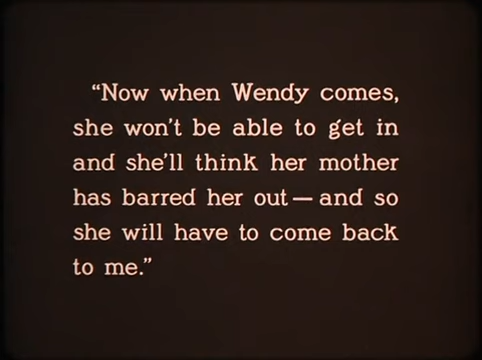 “Now when Wendy comes,
she won't be able to get in
and she'll think her mother
has barred her out — and so
she will have to come back
to me.”